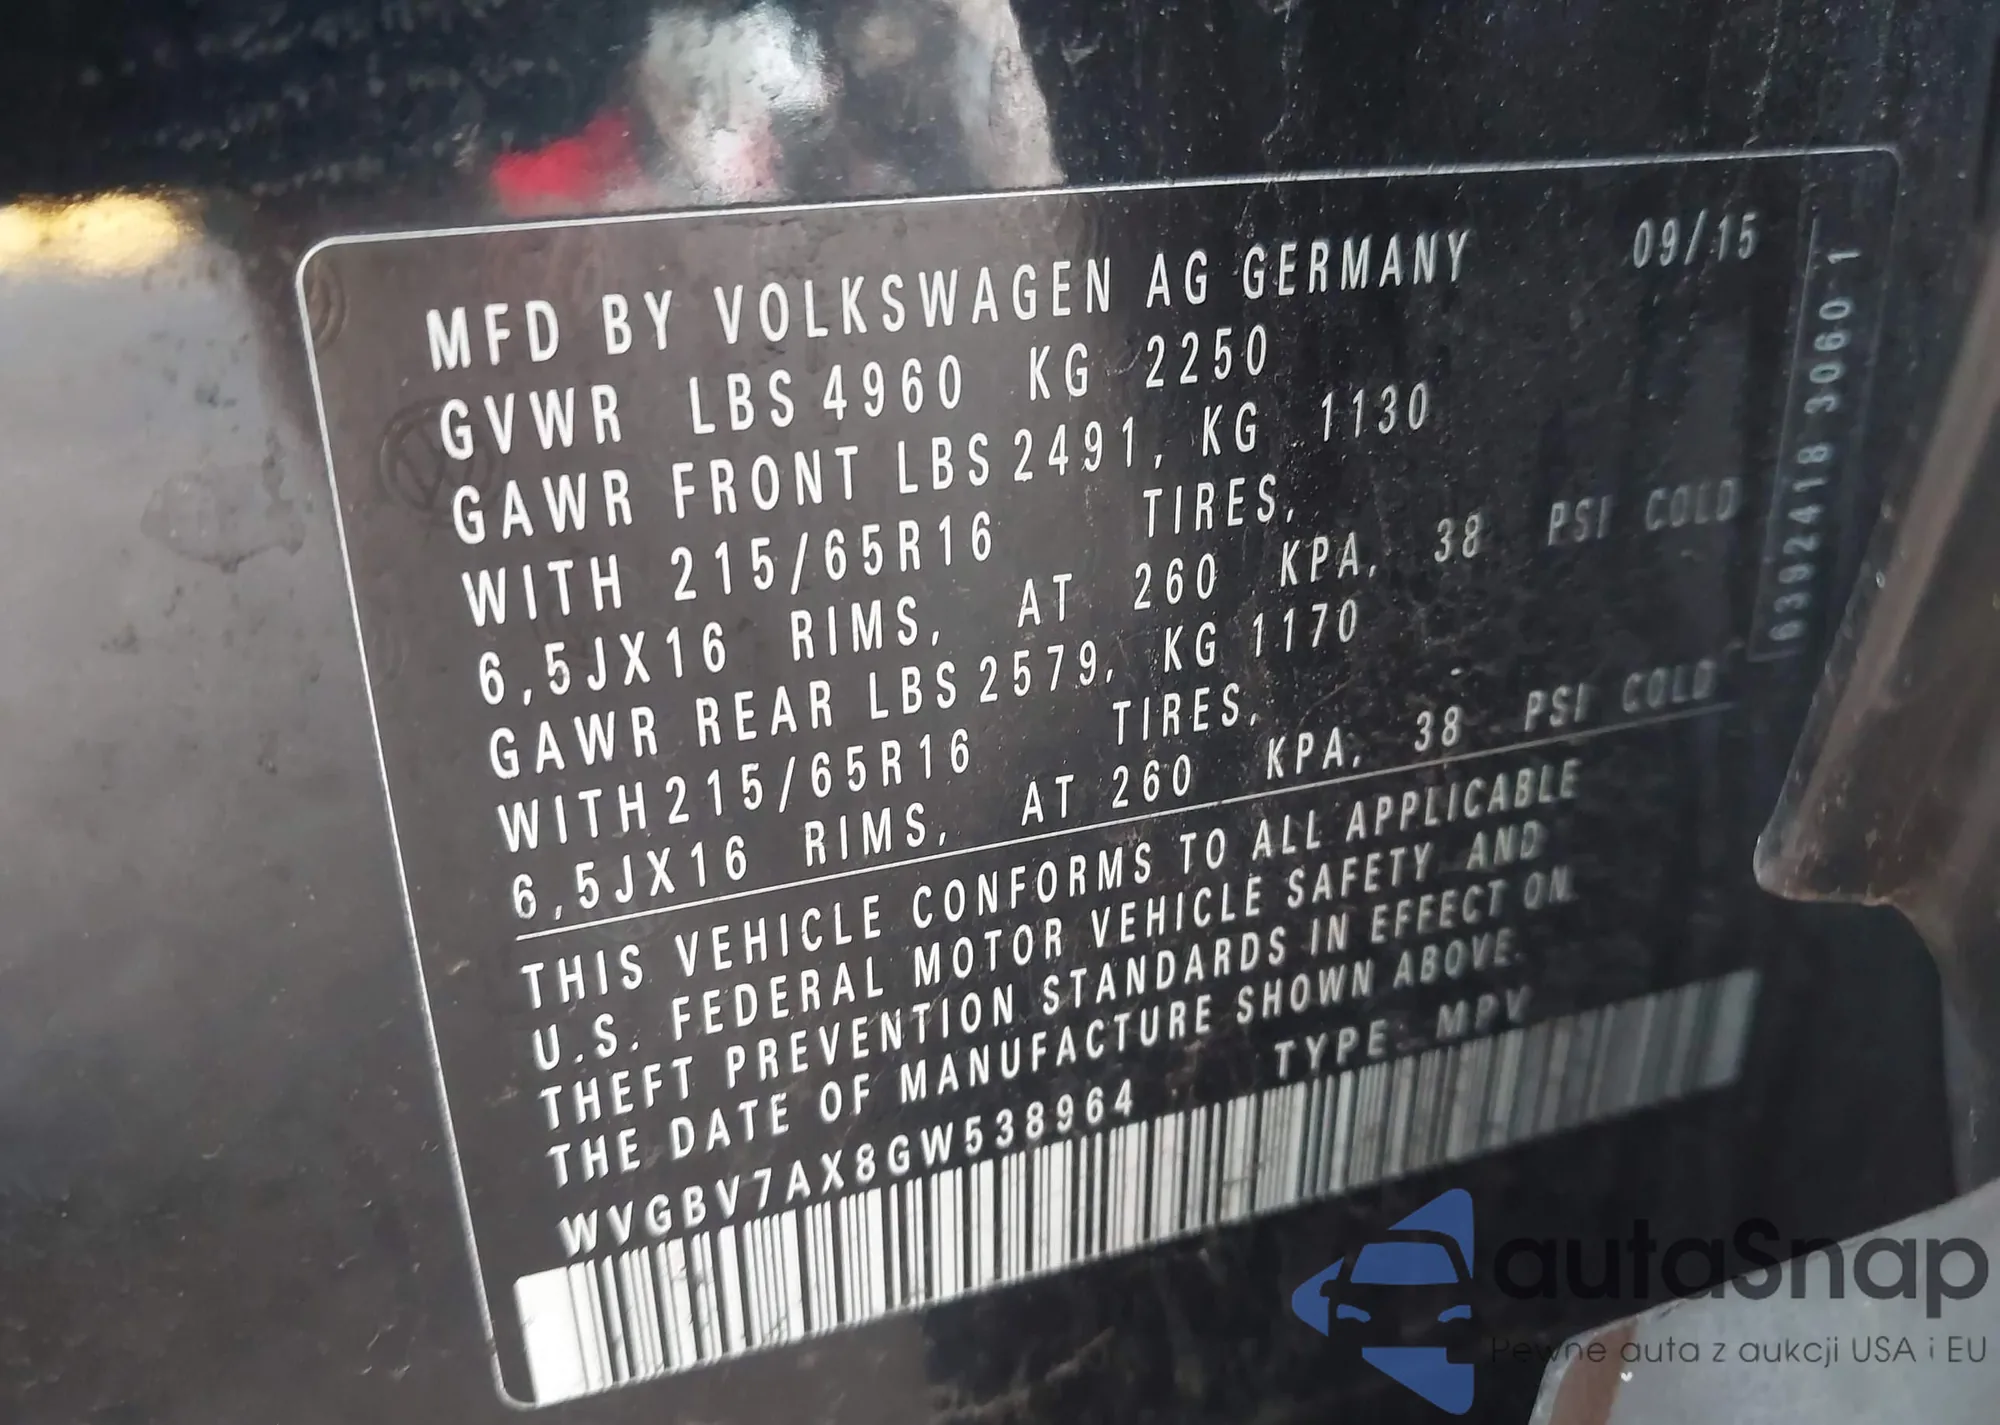 MFD BY VOLKSWAGEN AG GERMANY 09/15
GVWR LBS 4960 KG 2250
GAWR FRONT LBS 2491, KG 1130
WITH 215/65R16 TIRES,
6,5JX16 RIMS, AT 260 KPA, 38 PSI COLD
GAWR REAR LBS 2579, KG 1170
WITH 215/65R16 TIRES,
6,5JX16 RIMS, AT 260 KPA, 38 PSI COLD
THIS VEHICLE CONFORMS TO ALL APPLICABLE
U.S. FEDERAL MOTOR VEHICLE SAFETY AND
THEFT PREVENTION STANDARDS IN EFFECT ON
THE DATE OF MANUFACTURE SHOWN ABOVE.
WVGBV7AX8GW538964 TYPE: MPV
6392418 3060 1
autaSnap
Pewne auta z aukcji USA i EU